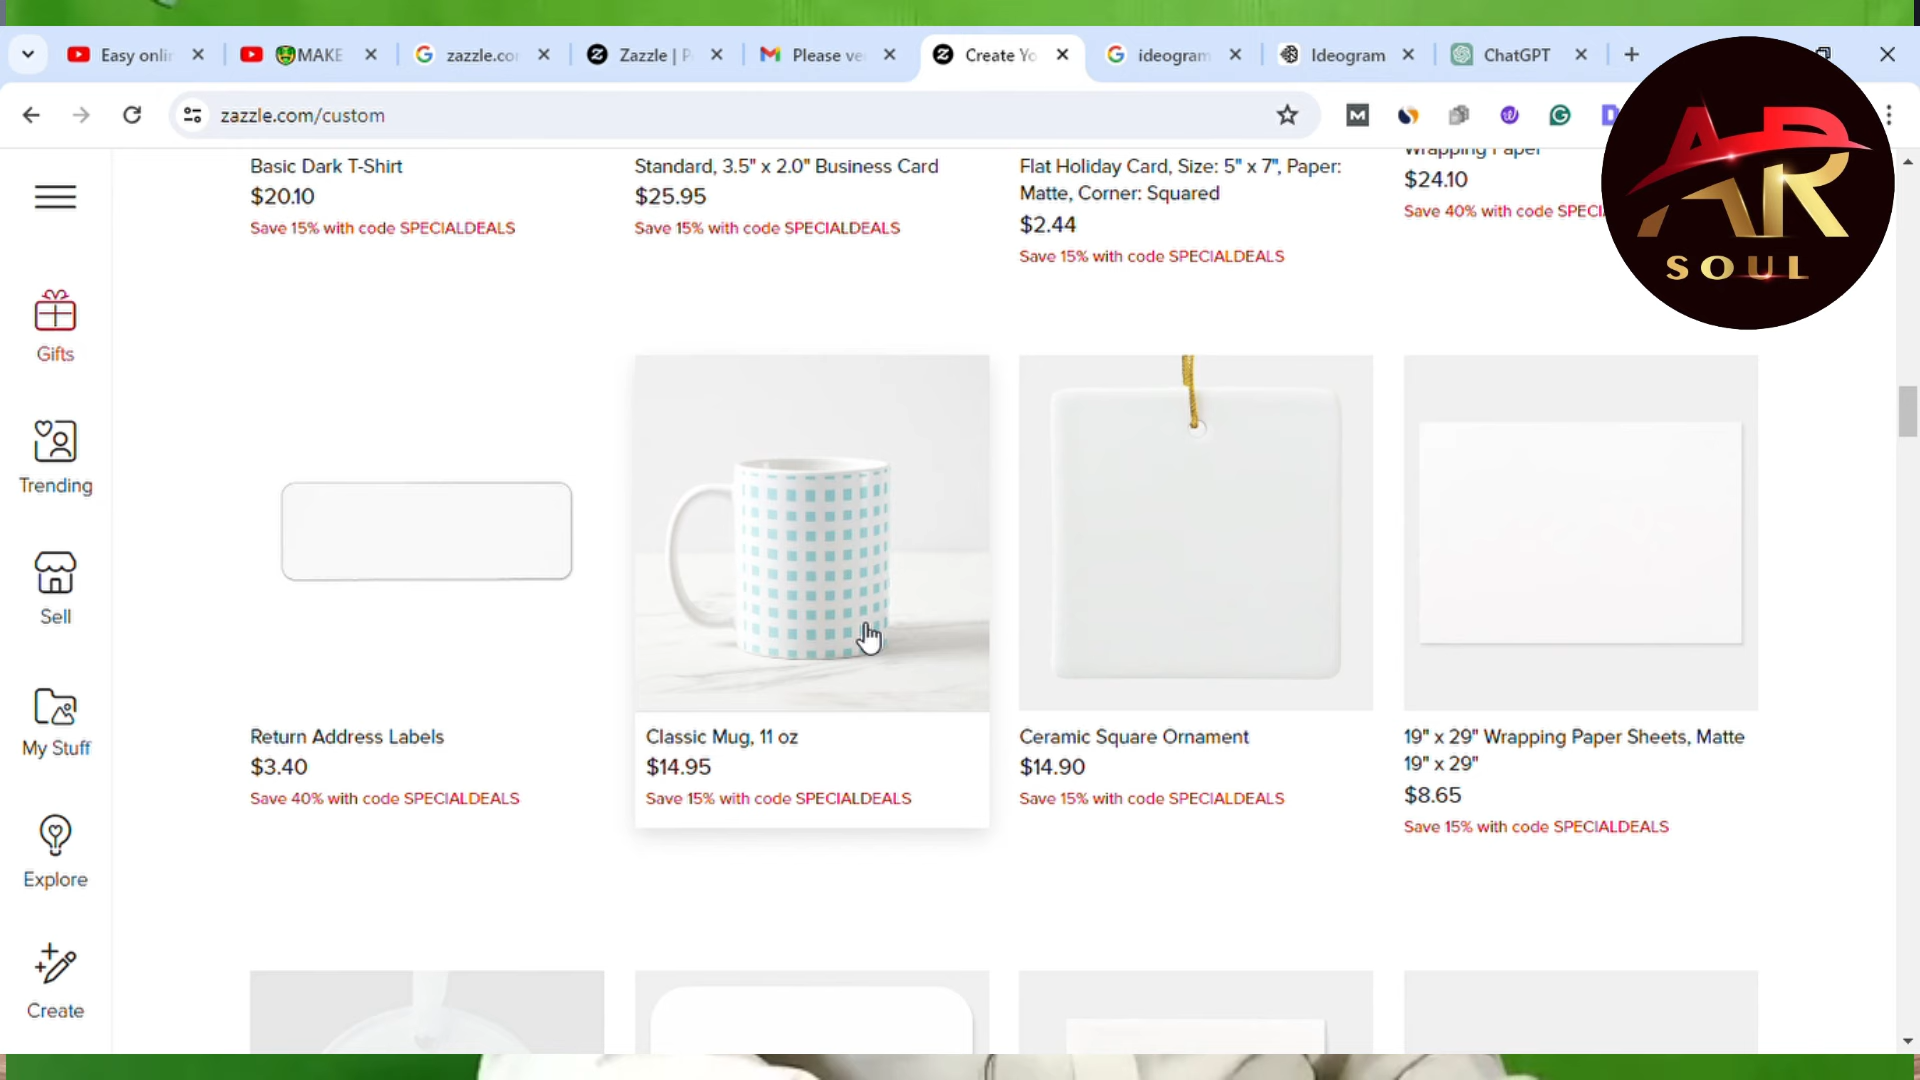 Easy onlin
MAKE
zazzle.co
Zazzle | P
Please ve
Create Yo
ideogram
Ideogram
ChatGPT
zazzle.com/custom
AR
SOUL
Basic Dark T-Shirt
$20.10
Save 15% with code SPECIALDEALS
Standard, 3.5" x 2.0" Business Card
$25.95
Save 15% with code SPECIALDEALS
Flat Holiday Card, Size: 5" x 7", Paper:
Matte, Corner: Squared
$2.44
Save 15% with code SPECIALDEALS
Wrapping Paper
$24.10
Save 40% with code SPECI
Gifts
Trending
Sell
My Stuff
Explore
Create
Return Address Labels
$3.40
Save 40% with code SPECIALDEALS
Classic Mug, 11 oz
$14.95
Save 15% with code SPECIALDEALS
Ceramic Square Ornament
$14.90
Save 15% with code SPECIALDEALS
19" x 29" Wrapping Paper Sheets, Matte
19" x 29"
$8.65
Save 15% with code SPECIALDEALS